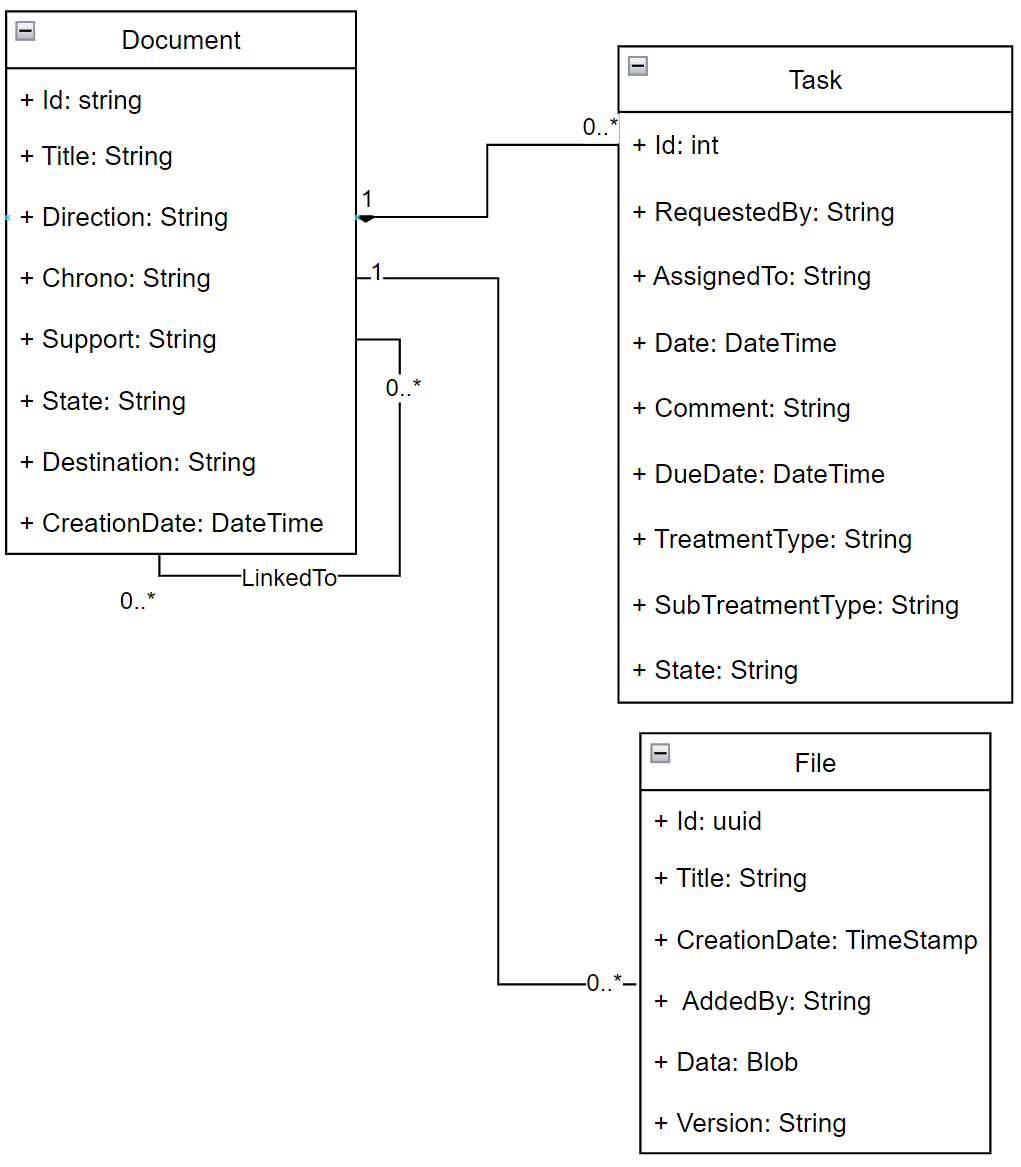 Document
+ Id: string
+ Title: String
+ Direction: String
+ Chrono: String
+ Support: String
+ State: String
+ Destination: String
+ CreationDate: DateTime
1
1
0..*
LinkedTo
0..*
0..*
Task
+ Id: int
+ RequestedBy: String
+ AssignedTo: String
+ Date: DateTime
+ Comment: String
+ DueDate: DateTime
+ TreatmentType: String
+ SubTreatmentType: String
+ State: String
0..*
File
+ Id: uuid
+ Title: String
+ CreationDate: TimeStamp
+ AddedBy: String
+ Data: Blob
+ Version: String